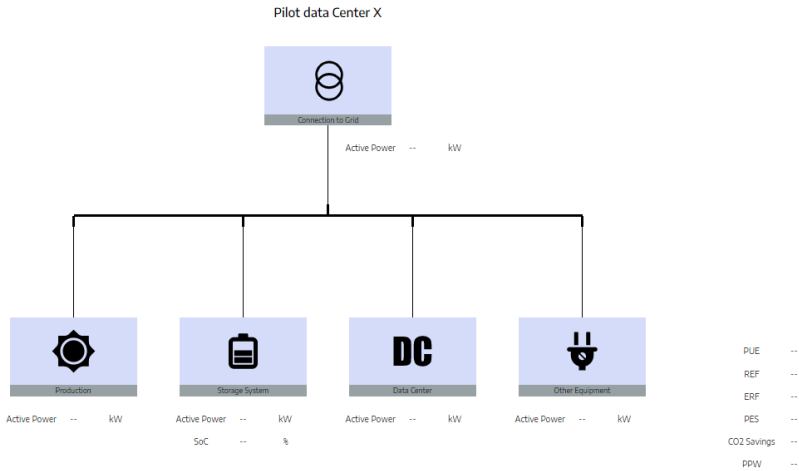 Pilot data Center X
Connection to Grid
Active Power -- kW
DC
Production
Storage System
Data Center
Other Equipment
Active Power -- kW
Active Power -- kW
Active Power -- kW
Active Power -- kW
SoC -- %
PUE --
REF --
ERF --
PES --
CO2 Savings --
PPW --